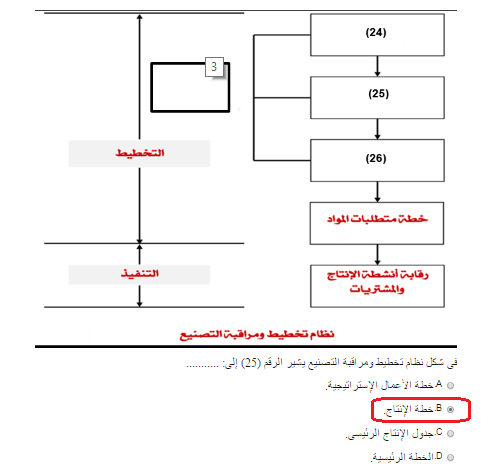 (24)
3
(25)
التخطيط
(26)
خطة متطلبات المواد
التنفيذ
رقابة أنشطة الإنتاج
والمشتريات
نظام تخطيط ومراقبة التصنيع
في شكل نظام تخطيط ومراقبة التصنيع يشير الرقم (25) إلى: ...........
A. خطة الأعمال الإستراتيجية.
B. خطة الإنتاج.
C. جدول الإنتاج الرئيسي.
D. الخطة الرئيسية.